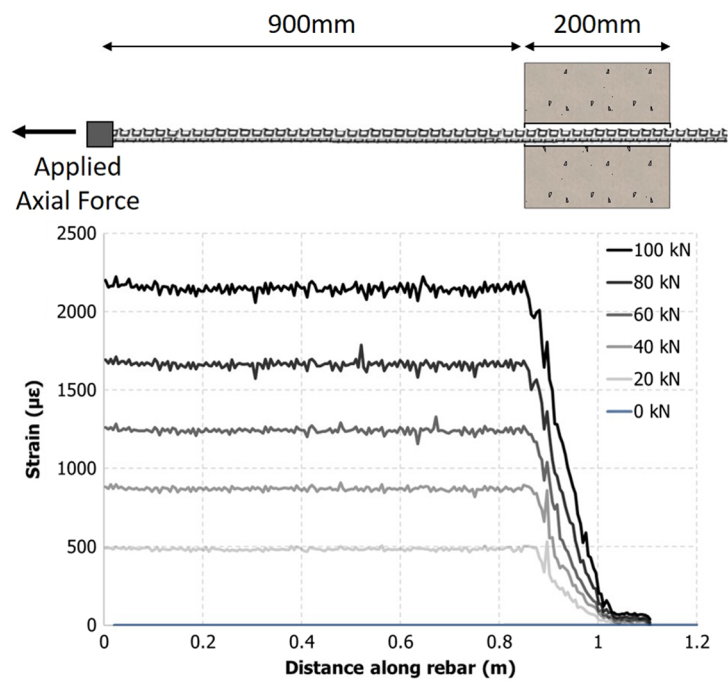 900mm
200mm
Applied
Axial Force
2500
2000
1500
1000
500
0
Strain (με)
100 kN
80 kN
60 kN
40 kN
20 kN
0 kN
0
0.2
0.4
0.6
0.8
1
1.2
Distance along rebar (m)